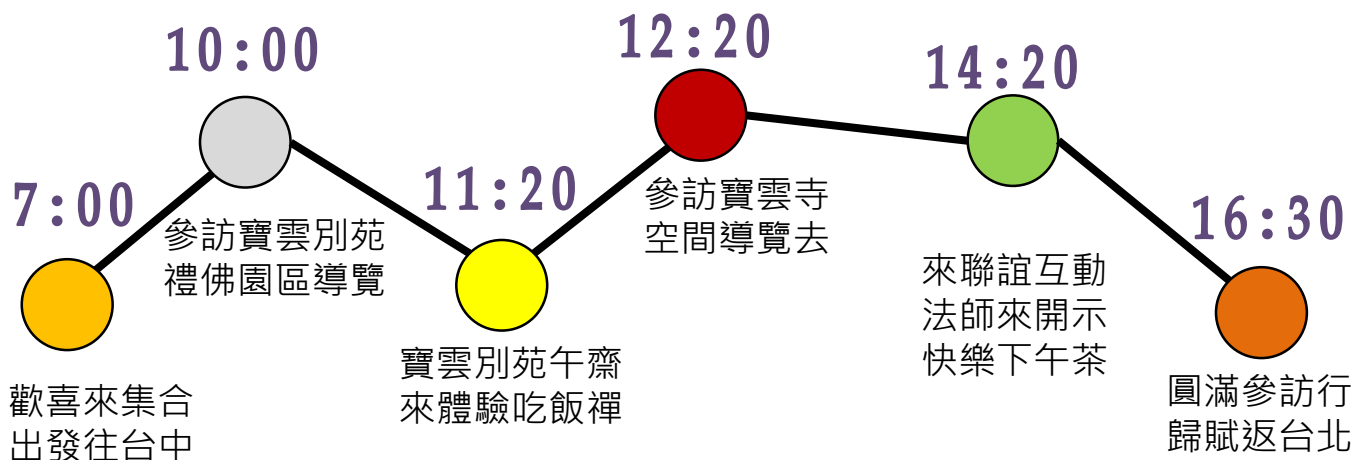 7:00
歡喜來集合
出發往台中
10:00
參訪寶雲別苑
禮佛園區導覽
11:20
寶雲別苑午齋
來體驗吃飯禪
12:20
參訪寶雲寺
空間導覽去
14:20
來聯誼互動
法師來開示
快樂下午茶
16:30
圓滿參訪行
歸賦返台北